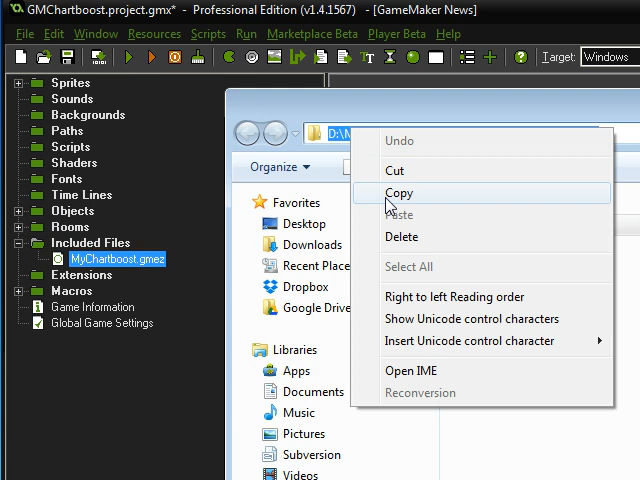 GMChartboost.project.gmx* - Professional Edition (v1.4.1567) - [GameMaker News]
File Edit Window Resources Scripts Run Marketplace Beta Player Beta Help
Target: Windows
Sprites
Sounds
Backgrounds
Paths
Scripts
Shaders
Fonts
Time Lines
Objects
Rooms
Included Files
MyChartboost.gmez
Extensions
Macros
Game Information
Global Game Settings
Organize
Favorites
Desktop
Downloads
Recent Place
Dropbox
Google Drive
Libraries
Apps
Documents
Music
Pictures
Subversion
Videos
Undo
Cut
Copy
Paste
Delete
Select All
Right to left Reading order
Show Unicode control characters
Insert Unicode control character
Open IME
Reconversion